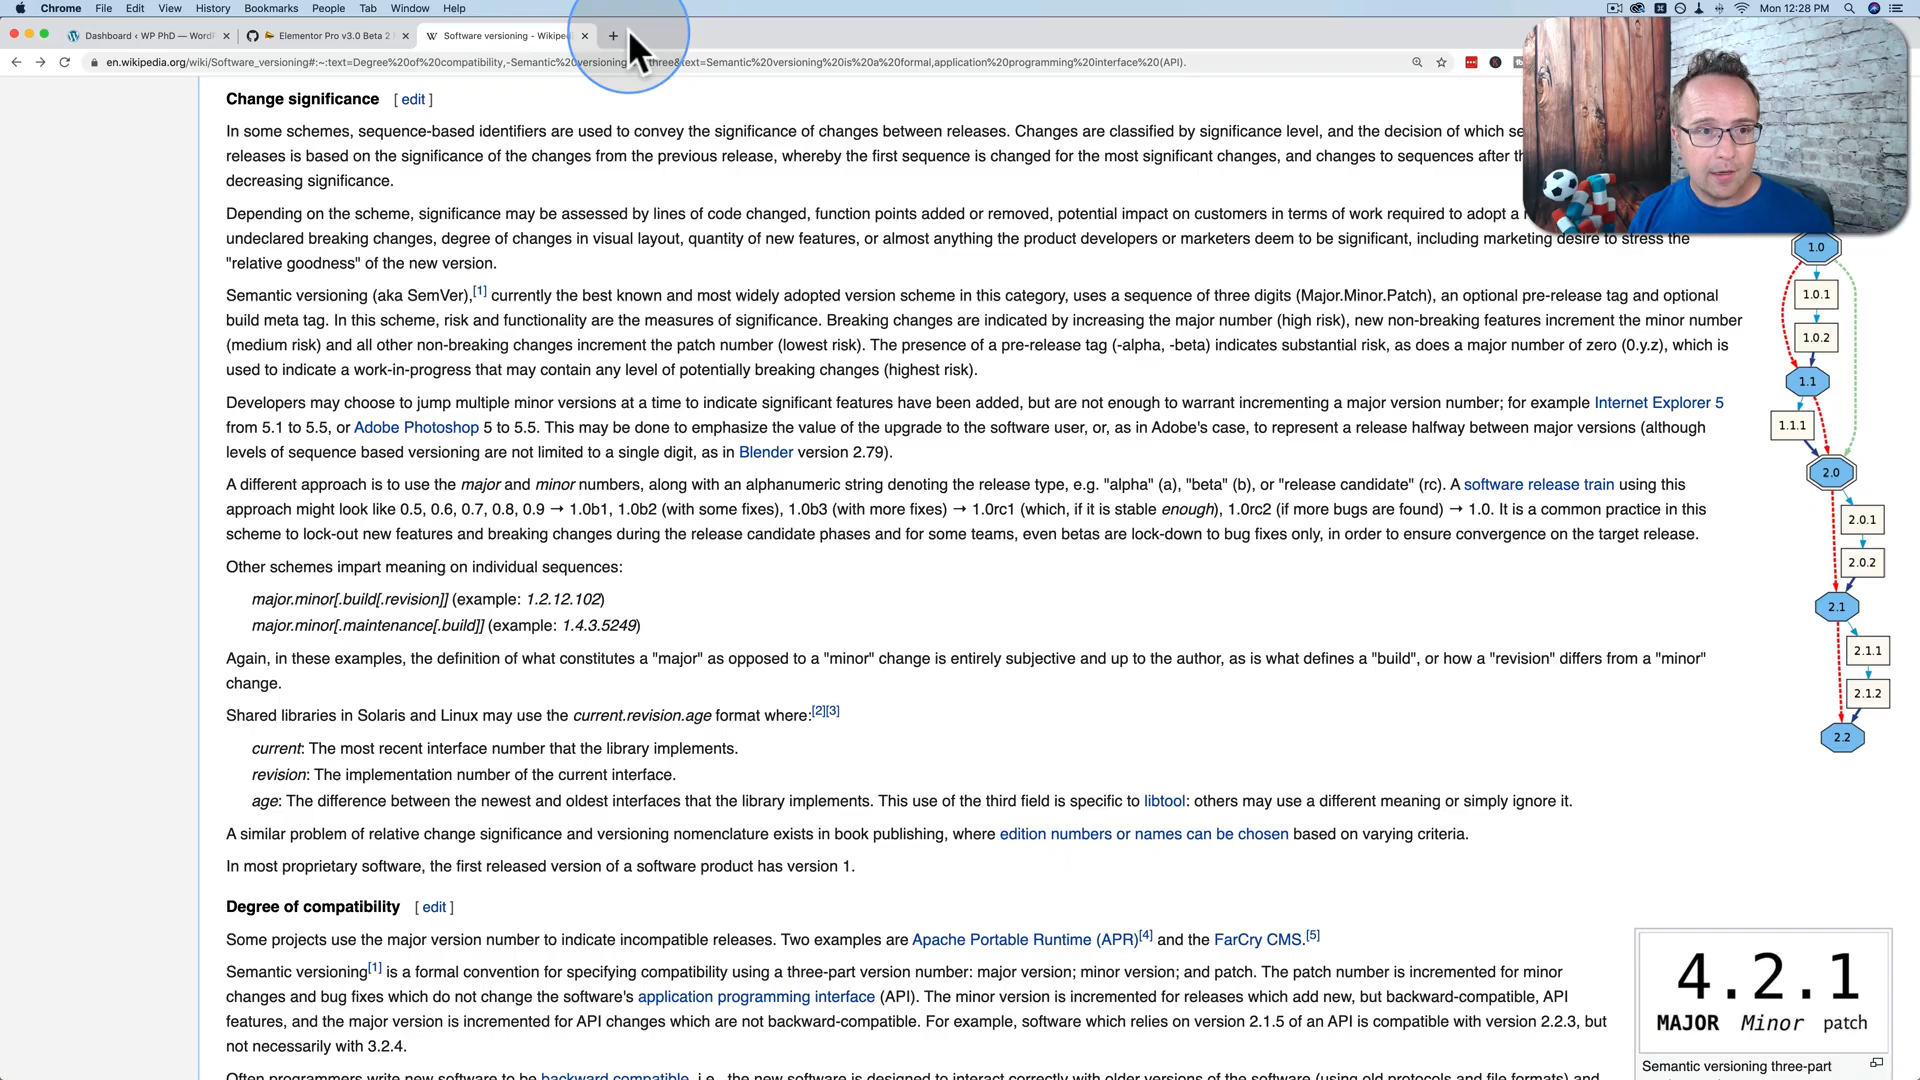 Chrome File Edit View History Bookmarks People Tab Window Help Mon 12:28 PM
Dashboard ‹ WP PhD — Word Elementor Pro v3.0 Beta 2 Software versioning - Wikiped
en.wikipedia.org/wiki/Software_versioning#:~:text=Degree%20of%20compatibility,-Semantic%20versioning three&text=Semantic%20versioning%20is%20a%20formal,application%20programming%20interface%20(API).
Change significance [ edit ]
In some schemes, sequence-based identifiers are used to convey the significance of changes between releases. Changes are classified by significance level, and the decision of which se
releases is based on the significance of the changes from the previous release, whereby the first sequence is changed for the most significant changes, and changes to sequences after th
decreasing significance.
Depending on the scheme, significance may be assessed by lines of code changed, function points added or removed, potential impact on customers in terms of work required to adopt a
undeclared breaking changes, degree of changes in visual layout, quantity of new features, or almost anything the product developers or marketers deem to be significant, including marketing desire to stress the
"relative goodness" of the new version.
Semantic versioning (aka SemVer),[1] currently the best known and most widely adopted version scheme in this category, uses a sequence of three digits (Major.Minor.Patch), an optional pre-release tag and optional
build meta tag. In this scheme, risk and functionality are the measures of significance. Breaking changes are indicated by increasing the major number (high risk), new non-breaking features increment the minor number
(medium risk) and all other non-breaking changes increment the patch number (lowest risk). The presence of a pre-release tag (-alpha, -beta) indicates substantial risk, as does a major number of zero (0.y.z), which is
used to indicate a work-in-progress that may contain any level of potentially breaking changes (highest risk).
Developers may choose to jump multiple minor versions at a time to indicate significant features have been added, but are not enough to warrant incrementing a major version number; for example Internet Explorer 5
from 5.1 to 5.5, or Adobe Photoshop 5 to 5.5. This may be done to emphasize the value of the upgrade to the software user, or, as in Adobe's case, to represent a release halfway between major versions (although
levels of sequence based versioning are not limited to a single digit, as in Blender version 2.79).
A different approach is to use the major and minor numbers, along with an alphanumeric string denoting the release type, e.g. "alpha" (a), "beta" (b), or "release candidate" (rc). A software release train using this
approach might look like 0.5, 0.6, 0.7, 0.8, 0.9 → 1.0b1, 1.0b2 (with some fixes), 1.0b3 (with more fixes) → 1.0rc1 (which, if it is stable enough), 1.0rc2 (if more bugs are found) → 1.0. It is a common practice in this
scheme to lock-out new features and breaking changes during the release candidate phases and for some teams, even betas are lock-down to bug fixes only, in order to ensure convergence on the target release.
Other schemes impart meaning on individual sequences:
major.minor[.build[.revision]] (example: 1.2.12.102)
major.minor[.maintenance[.build]] (example: 1.4.3.5249)
Again, in these examples, the definition of what constitutes a "major" as opposed to a "minor" change is entirely subjective and up to the author, as is what defines a "build", or how a "revision" differs from a "minor"
change.
Shared libraries in Solaris and Linux may use the current.revision.age format where:[2][3]
current: The most recent interface number that the library implements.
revision: The implementation number of the current interface.
age: The difference between the newest and oldest interfaces that the library implements. This use of the third field is specific to libtool: others may use a different meaning or simply ignore it.
A similar problem of relative change significance and versioning nomenclature exists in book publishing, where edition numbers or names can be chosen based on varying criteria.
In most proprietary software, the first released version of a software product has version 1.
Degree of compatibility [ edit ]
Some projects use the major version number to indicate incompatible releases. Two examples are Apache Portable Runtime (APR)[4] and the FarCry CMS.[5]
Semantic versioning[1] is a formal convention for specifying compatibility using a three-part version number: major version; minor version; and patch. The patch number is incremented for minor
changes and bug fixes which do not change the software's application programming interface (API). The minor version is incremented for releases which add new, but backward-compatible, API
features, and the major version is incremented for API changes which are not backward-compatible. For example, software which relies on version 2.1.5 of an API is compatible with version 2.2.3, but
not necessarily with 3.2.4.
Often programmers write new software to be backward compatible, i.e., the new software is designed to interact correctly with older versions of the software (using old protocols and file formats) and
1.0
1.0.1
1.0.2
1.1
1.1.1
2.0
2.0.1
2.0.2
2.1
2.1.1
2.1.2
2.2
4.2.1
MAJOR Minor patch
Semantic versioning three-part